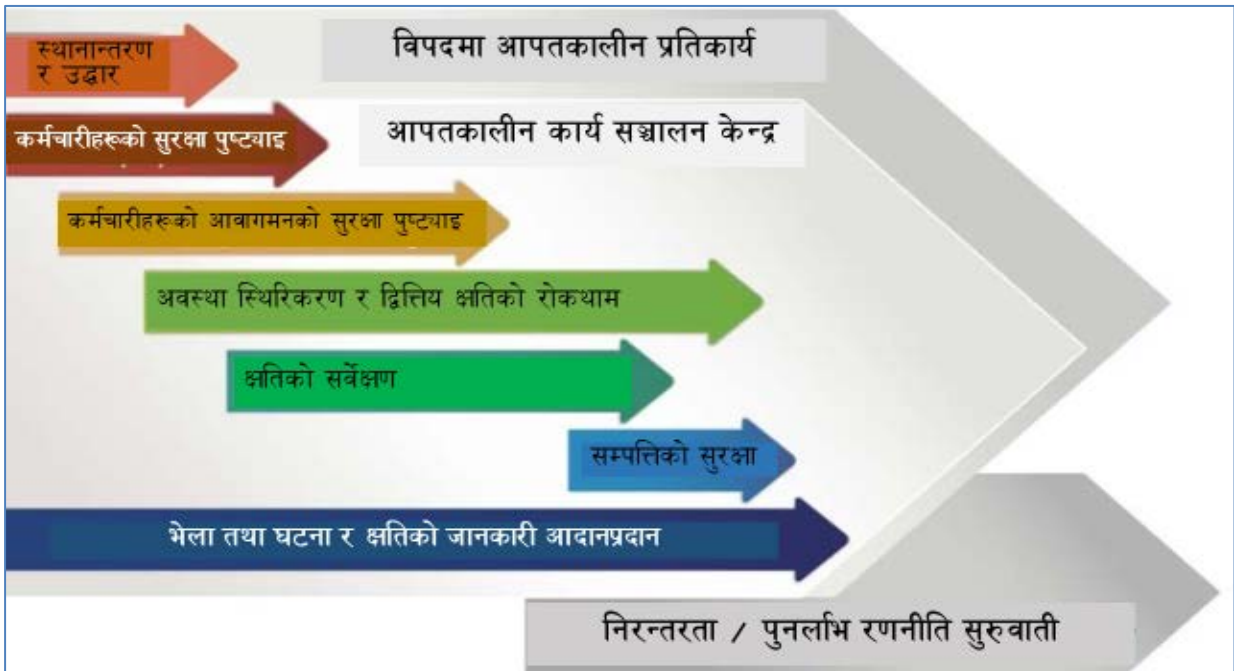 स्थानान्तरण
र उद्धार
विपदमा आपतकालीन प्रतिकार्य
कर्मचारीहरूको सुरक्षा पुष्ट्याइ
आपतकालीन कार्य सञ्चालन केन्द्र
कर्मचारीहरूको आवागमनको सुरक्षा पुष्ट्याइ
अवस्था स्थिरिकरण र द्वित्तिय क्षतिको रोकथाम
क्षतिको सर्वेक्षण
सम्पत्तिको सुरक्षा
भेला तथा घटना र क्षतिको जानकारी आदानप्रदान
निरन्तरता / पुनर्लाभ रणनीति सुरुवाती